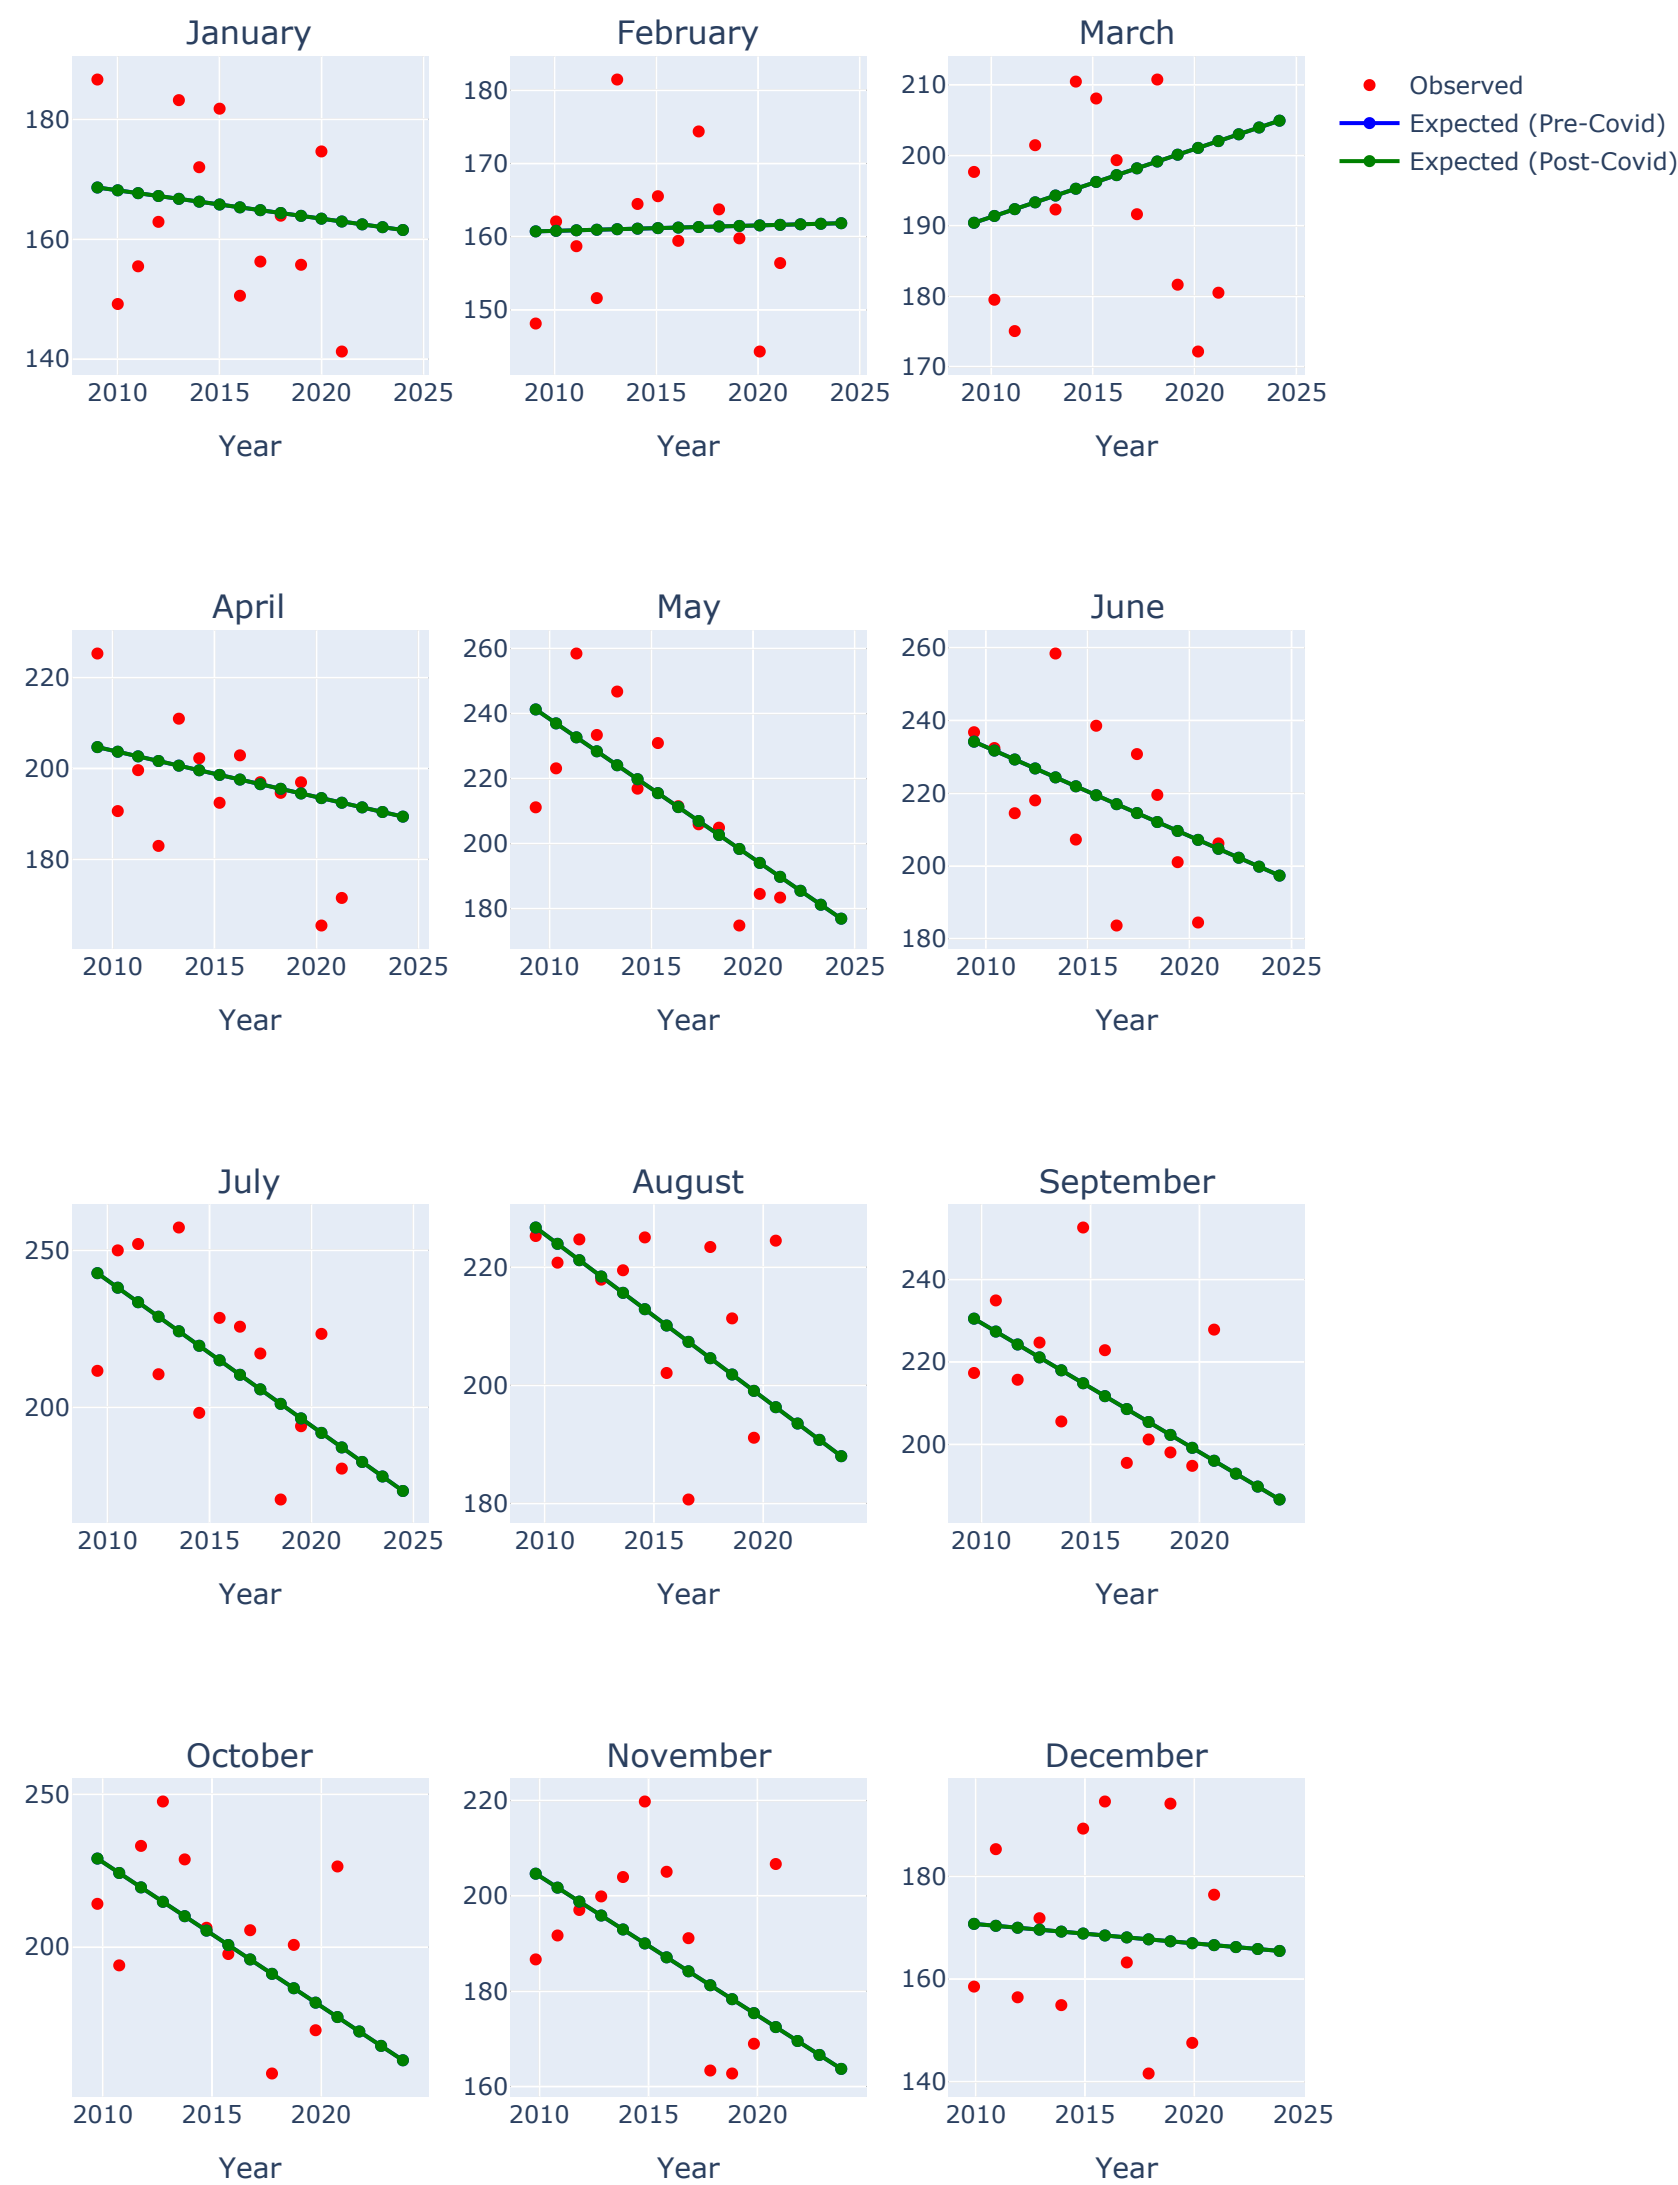 January
February
March
180
160
140
2010 2015 2020 2025
Year
180
170
160
150
2010 2015 2020 2025
Year
210
200
190
180
170
2010 2015 2020 2025
Year
Observed
Expected (Pre-Covid)
Expected (Post-Covid)
April
May
June
220
200
180
2010 2015 2020 2025
Year
260
240
220
200
180
2010 2015 2020 2025
Year
260
240
220
200
180
2010 2015 2020 2025
Year
July
August
September
250
200
2010 2015 2020 2025
Year
220
200
180
2010 2015 2020
Year
240
220
200
2010 2015 2020
Year
October
November
December
250
200
2010 2015 2020
Year
220
200
180
160
2010 2015 2020
Year
180
160
140
2010 2015 2020 2025
Year